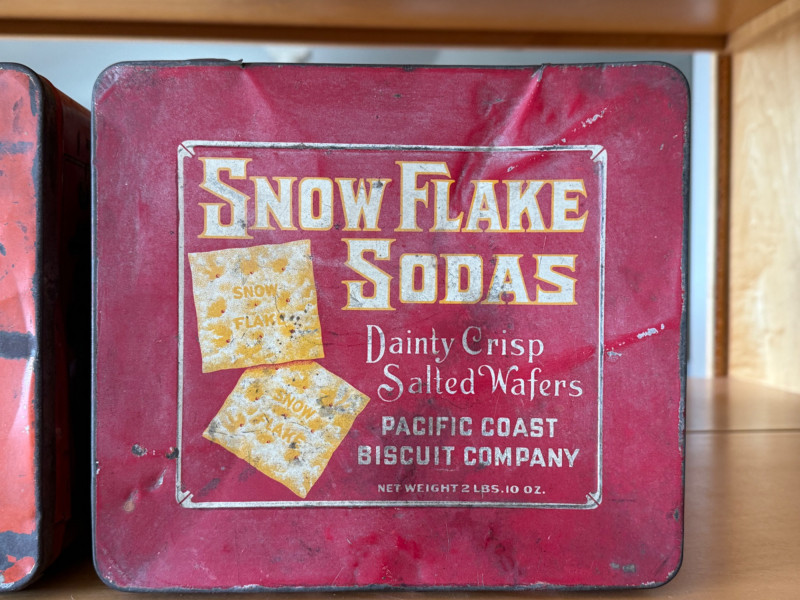 SNOW FLAKE
SODAS
SNOW
FLAKE
SNOW
FLAKE
Dainty Crisp
Salted Wafers
PACIFIC COAST
BISCUIT COMPANY
NET WEIGHT 2 LBS. 10 OZ.